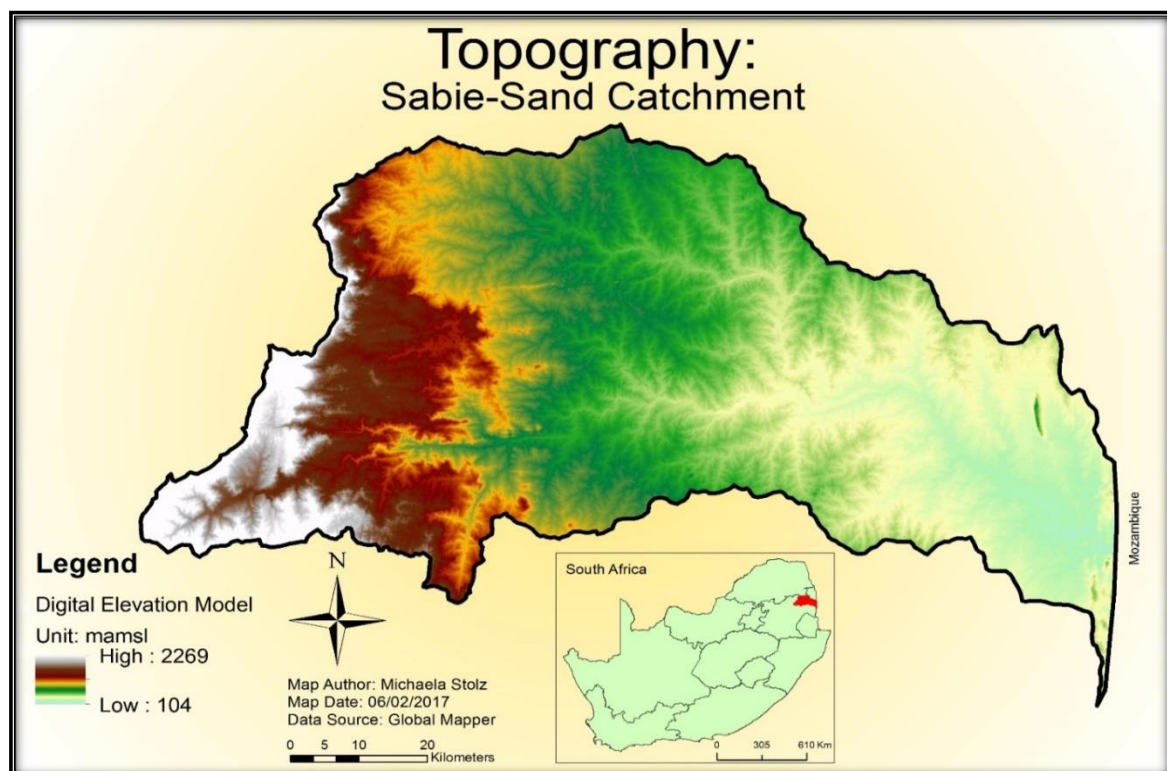 Topography:
Sabie-Sand Catchment
Mozambique
Legend
Digital Elevation Model
Unit: mamsl
High : 2269
Low : 104
N
Map Author: Michaela Stolz
Map Date: 06/02/2017
Data Source: Global Mapper
0 5 10 20
Kilometers
South Africa
0 305 610 Km